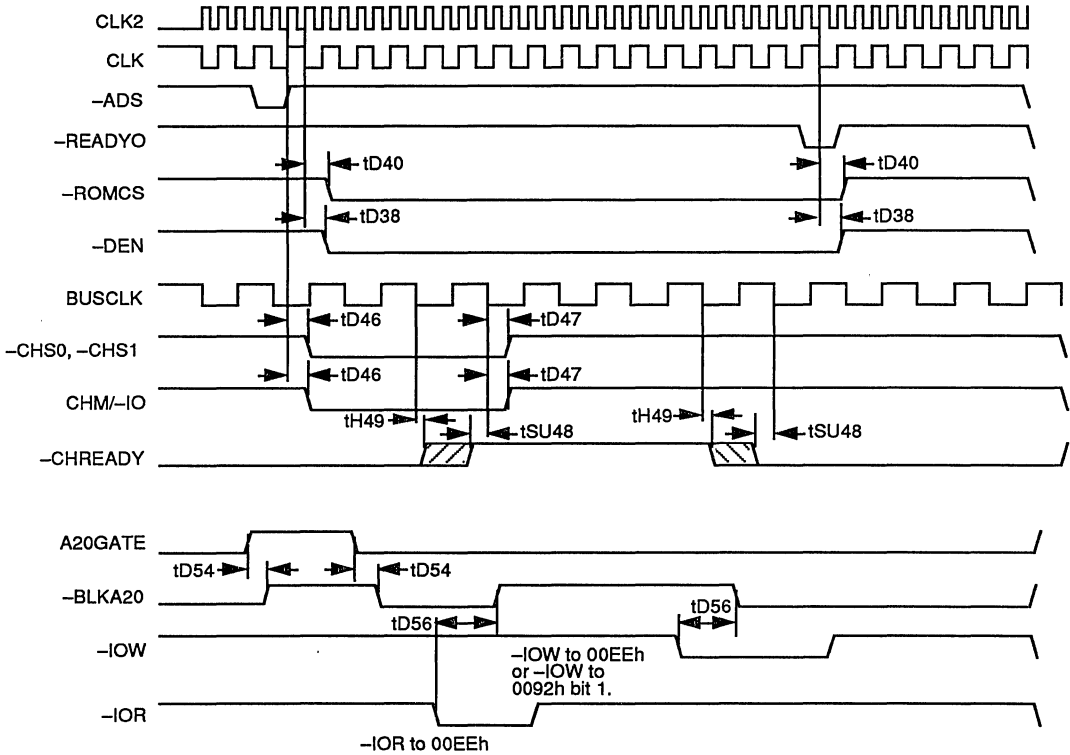 CLK2
CLK
–ADS
–READYO
tD40 tD40
–ROMCS
tD38 tD38
–DEN
BUSCLK
tD46 tD47
–CHS0, –CHS1
tD46 tD47
CHM/–IO
tH49 tSU48 tH49 tSU48
–CHREADY
A20GATE
tD54 tD54
–BLKA20
tD56 tD56
–IOW
–IOW to 00EEh
or –IOW to
0092h bit 1.
–IOR
–IOR to 00EEh